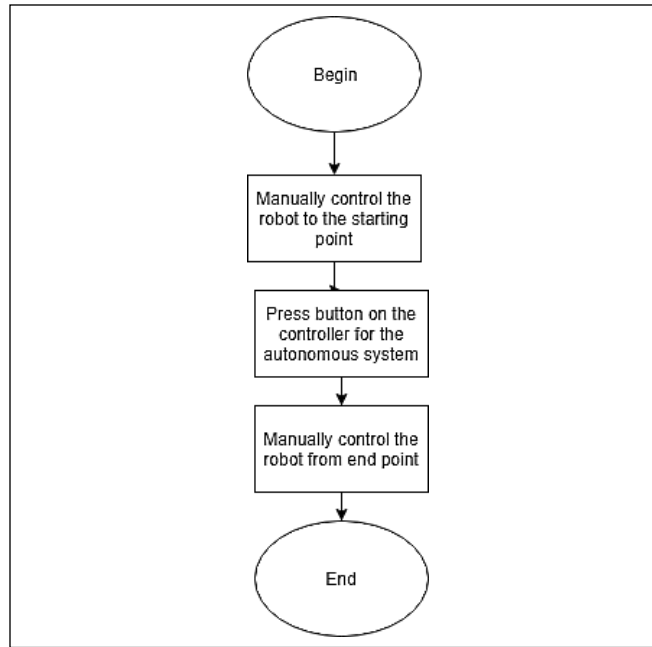 Begin
Manually control the
robot to the starting
point
Press button on the
controller for the
autonomous system
Manually control the
robot from end point
End